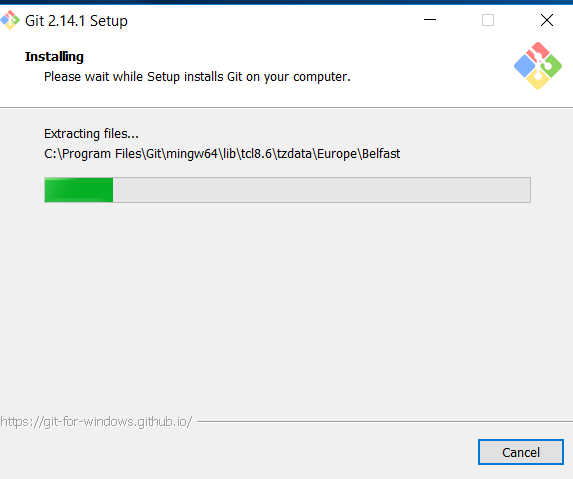 Git 2.14.1 Setup
Installing
Please wait while Setup installs Git on your computer.
Extracting files...
C:\Program Files\Git\mingw64\lib\tcl8.6\tzdata\Europe\Belfast
https://git-for-windows.github.io/
Cancel